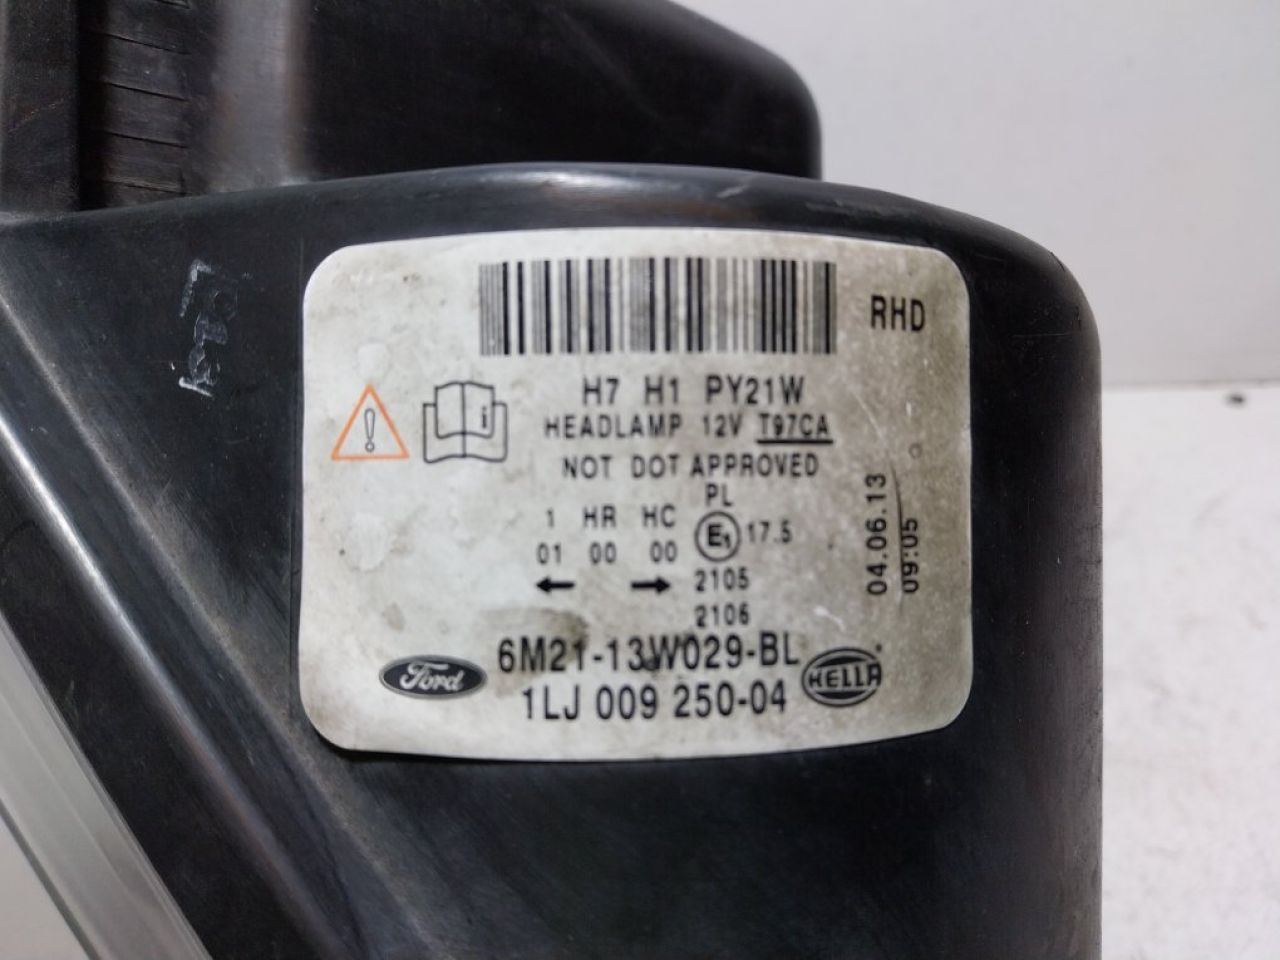 RHD
H7 H1 PY21W
HEADLAMP 12V T97CA
NOT DOT APPROVED
PL
1 HR HC
01 00 00 E1 17.5
2105
2106
04.06.13
09:05
6M21-13W029-BL
Ford
1LJ 009 250-04
HELLA